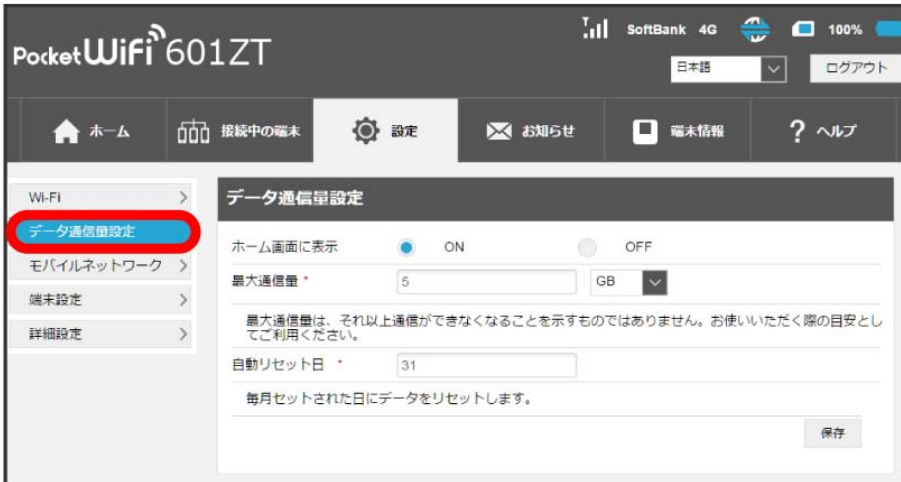 SoftBank 4G 100%
Pocket WiFi 601ZT
日本語 ログアウト
ホーム 接続中の端末 設定 お知らせ 端末情報 ? ヘルプ
Wi-Fi
データ通信量設定
モバイルネットワーク
端末設定
詳細設定
データ通信量設定
ホーム画面に表示 ON OFF
最大通信量 * 5 GB
最大通信量は、それ以上通信ができなくなることを示すものではありません。お使いいただく際の目安とし
てご利用ください。
自動リセット日 * 31
毎月セットされた日にデータをリセットします。
保存